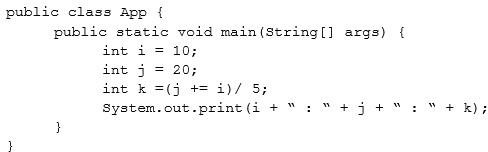 public class App {
public static void main(String[] args) {
int i = 10;
int j = 20;
int k =(j += i)/ 5;
System.out.print(i + “ : “ + j + “ : “ + k);
}
}